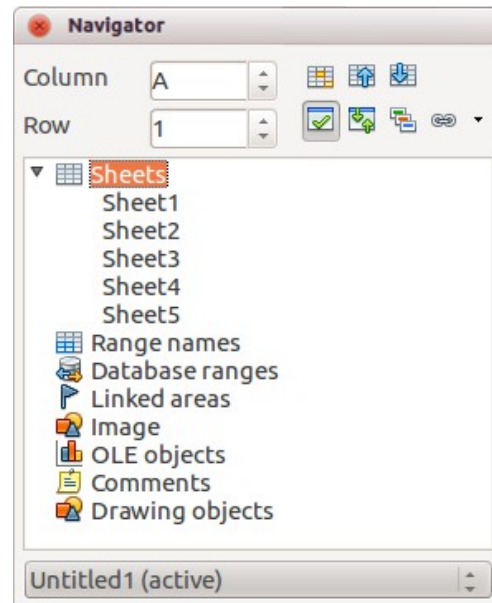 Navigator
Column A
Row 1
Sheets
Sheet1
Sheet2
Sheet3
Sheet4
Sheet5
Range names
Database ranges
Linked areas
Image
OLE objects
Comments
Drawing objects
Untitled1 (active)